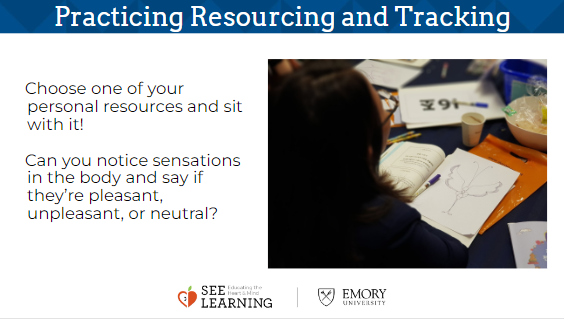 Practicing Resourcing and Tracking
Choose one of your
personal resources and sit
with it!
Can you notice sensations
in the body and say if
they're pleasant,
unpleasant, or neutral?
SEE Educating the
Heart & Mind
LEARNING
EMORY
UNIVERSITY